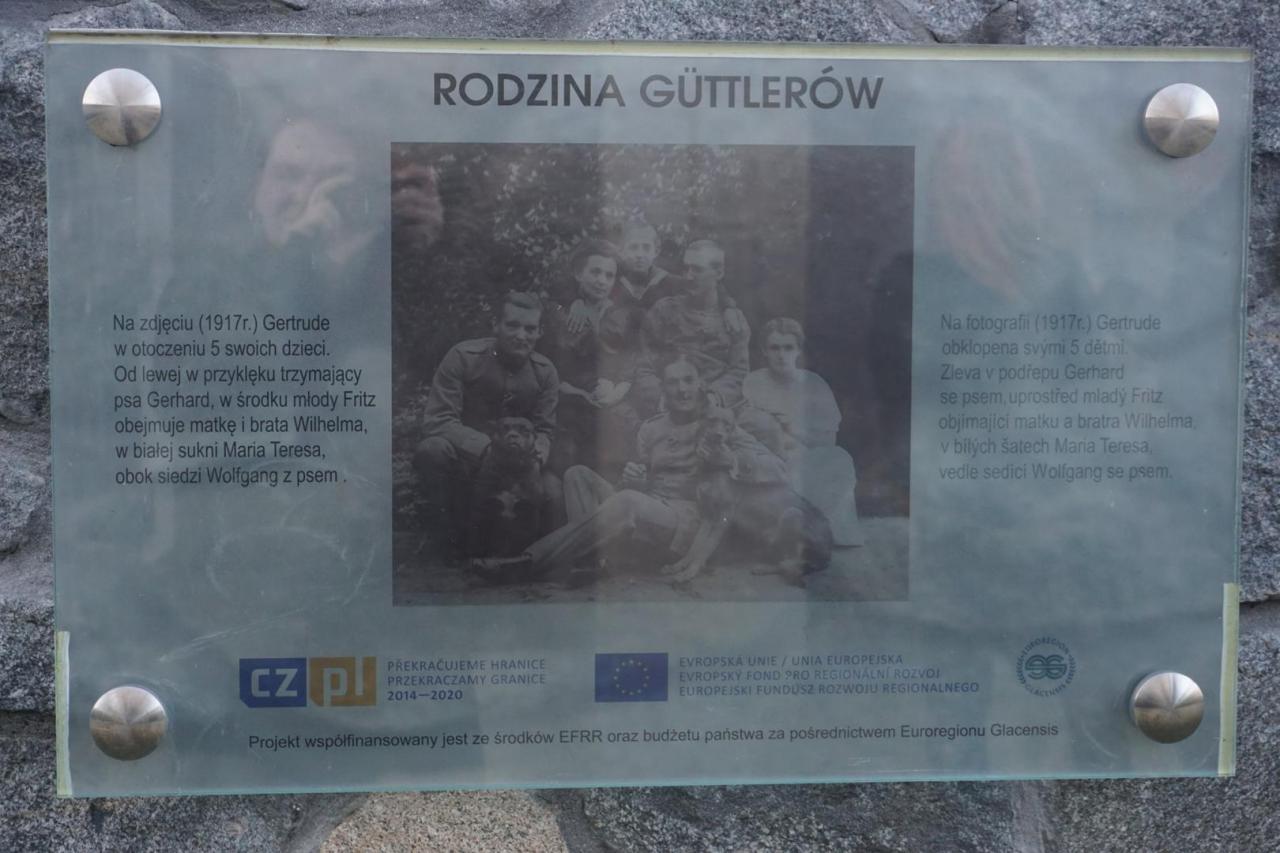 RODZINA GÜTTLERÓW
Na zdjęciu (1917r.) Gertrude
w otoczeniu 5 swoich dzieci.
Od lewej w przyklęku trzymający
psa Gerhard, w środku młody Fritz
obejmuje matkę i brata Wilhelma,
w białej sukni Maria Teresa,
obok siedzi Wolfgang z psem .
Na fotografii (1917r.) Gertrude
obklopena svými 5 dětmi.
Zleva v podřepu Gerhard
se psem, uprostřed mladý Fritz
objímající matku a bratra Wilhelma,
v bílých šatech Maria Teresa,
vedle sedící Wolfgang se psem.
cz pl
PŘEKRAČUJEME HRANICE
PRZEKRACZAMY GRANICE
2014—2020
EVROPSKÁ UNIE / UNIA EUROPEJSKA
EVROPSKÝ FOND PRO REGIONÁLNÍ ROZVOJ
EUROPEJSKI FUNDUSZ ROZWOJU REGIONALNEGO
EUROREGION
GLACENSIS
Projekt współfinansowany jest ze środków EFRR oraz budżetu państwa za pośrednictwem Euroregionu Glacensis